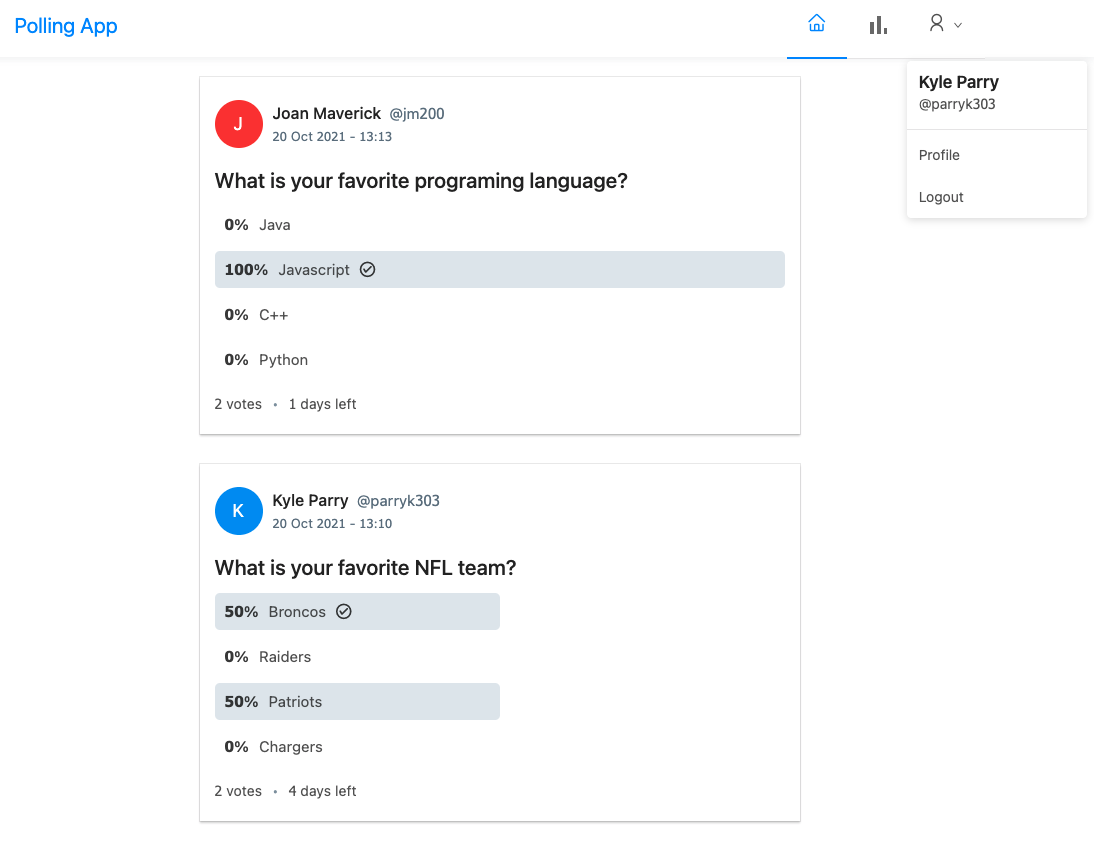 Polling App
Kyle Parry
@parryk303
Profile
Logout
J
Joan Maverick @jm200
20 Oct 2021 - 13:13
What is your favorite programing language?
0% Java
100% Javascript
0% C++
0% Python
2 votes • 1 days left
K
Kyle Parry @parryk303
20 Oct 2021 - 13:10
What is your favorite NFL team?
50% Broncos
0% Raiders
50% Patriots
0% Chargers
2 votes • 4 days left